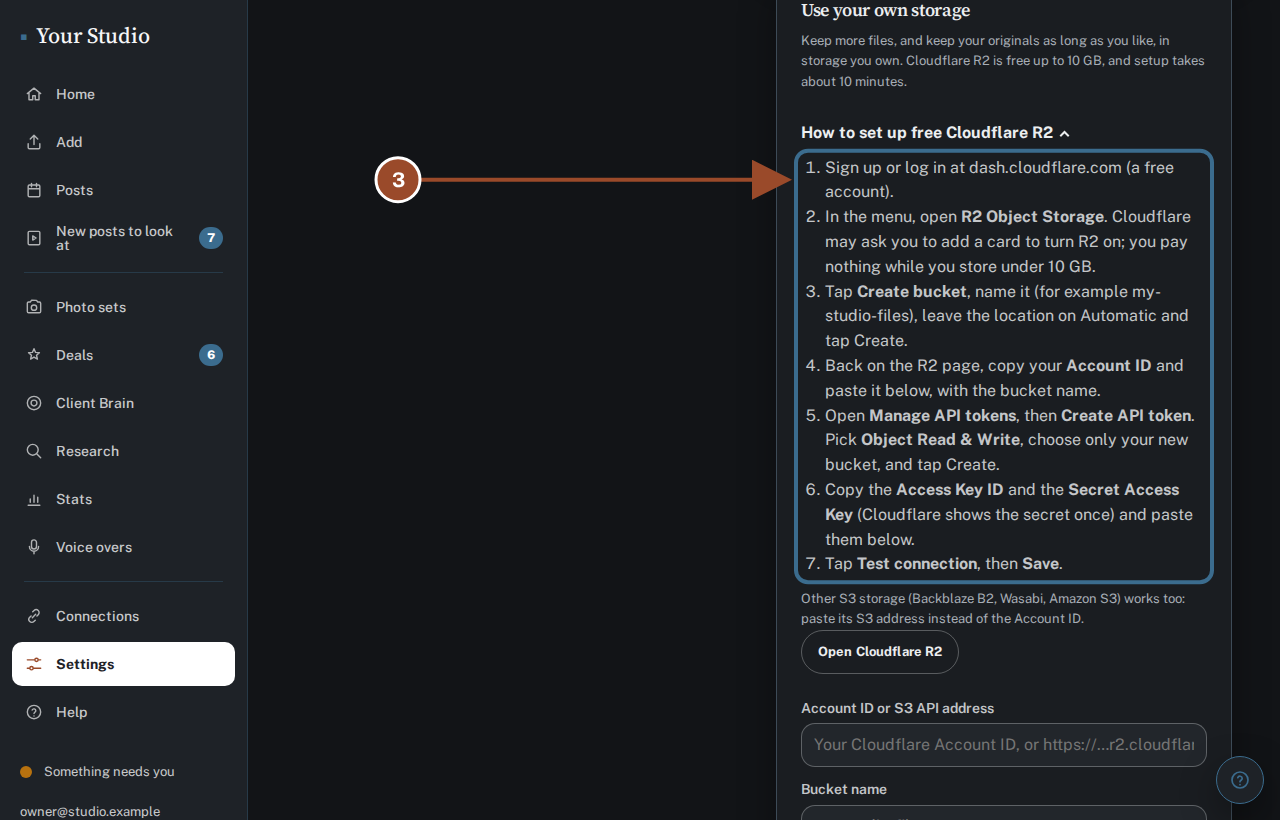 Your Studio
Home
Add
Posts
New posts to look
at
7
Photo sets
Deals
6
Client Brain
Research
Stats
Voice overs
Connections
Settings
Help
Something needs you
owner@studio.example
3
Use your own storage
Keep more files, and keep your originals as long as you like, in
storage you own. Cloudflare R2 is free up to 10 GB, and setup takes
about 10 minutes.
How to set up free Cloudflare R2
1. Sign up or log in at dash.cloudflare.com (a free
account).
2. In the menu, open R2 Object Storage. Cloudflare
may ask you to add a card to turn R2 on; you pay
nothing while you store under 10 GB.
3. Tap Create bucket, name it (for example my-
studio-files), leave the location on Automatic and
tap Create.
4. Back on the R2 page, copy your Account ID and
paste it below, with the bucket name.
5. Open Manage API tokens, then Create API token.
Pick Object Read & Write, choose only your new
bucket, and tap Create.
6. Copy the Access Key ID and the Secret Access
Key (Cloudflare shows the secret once) and paste
them below.
7. Tap Test connection, then Save.
Other S3 storage (Backblaze B2, Wasabi, Amazon S3) works too:
paste its S3 address instead of the Account ID.
Open Cloudflare R2
Account ID or S3 API address
Your Cloudflare Account ID, or https://...r2.cloudflar
Bucket name